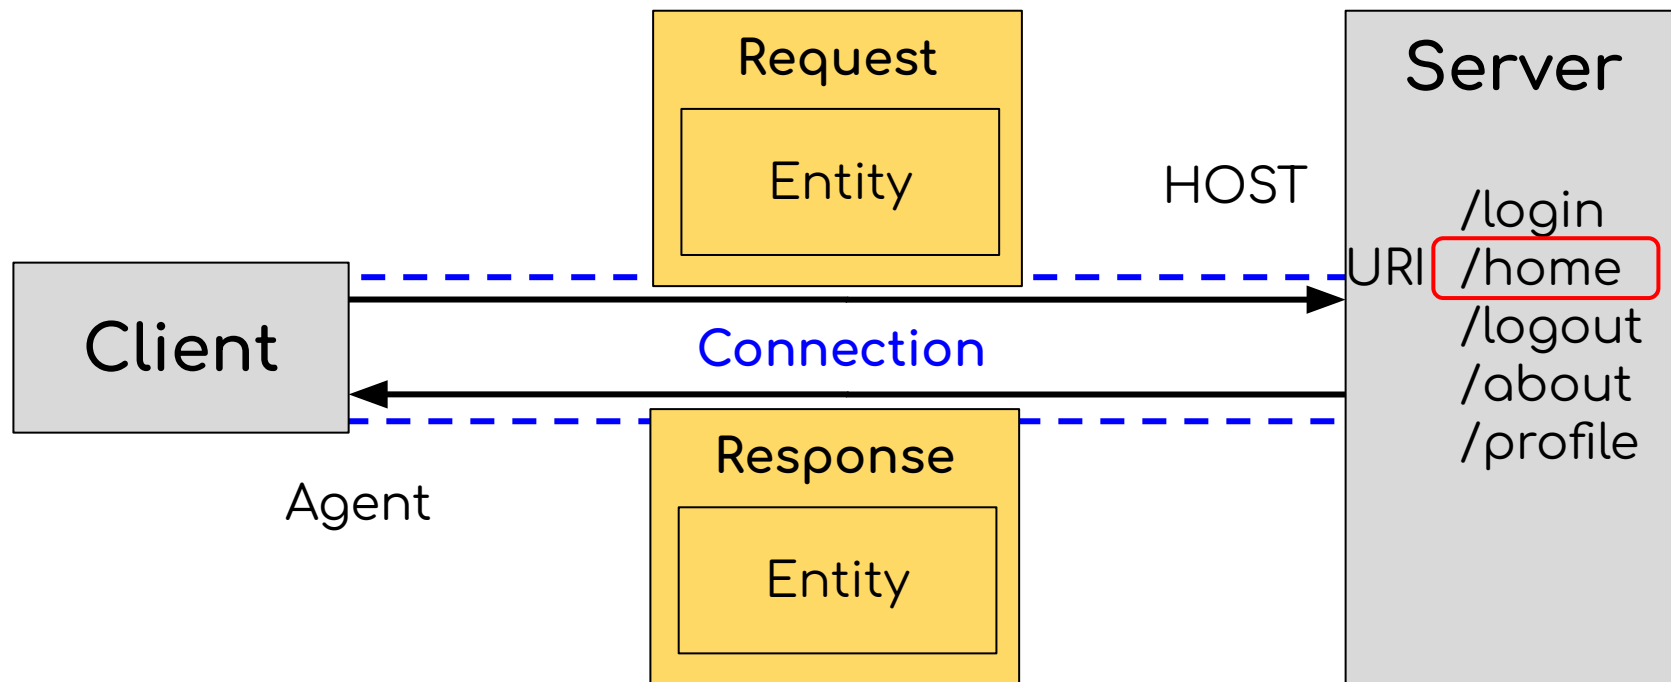 Request
Entity
Server
HOST
/login
URI /home
/logout
/about
/profile
Client
Connection
Agent
Response
Entity